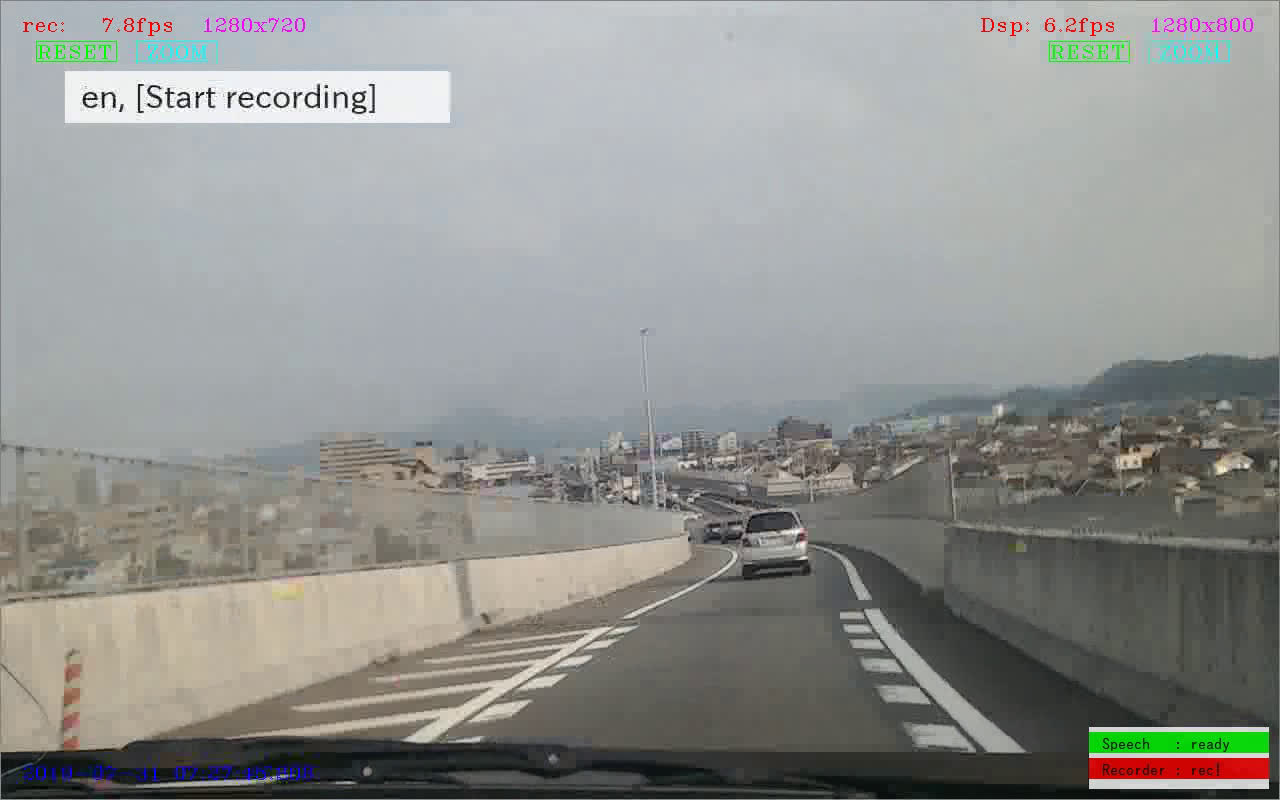 rec: 7.8fps 1280x720
Dsp: 6.2fps 1280x800
RESET ZOOM
RESET ZOOM
en, [Start recording]
Speech : ready
Recorder : rec